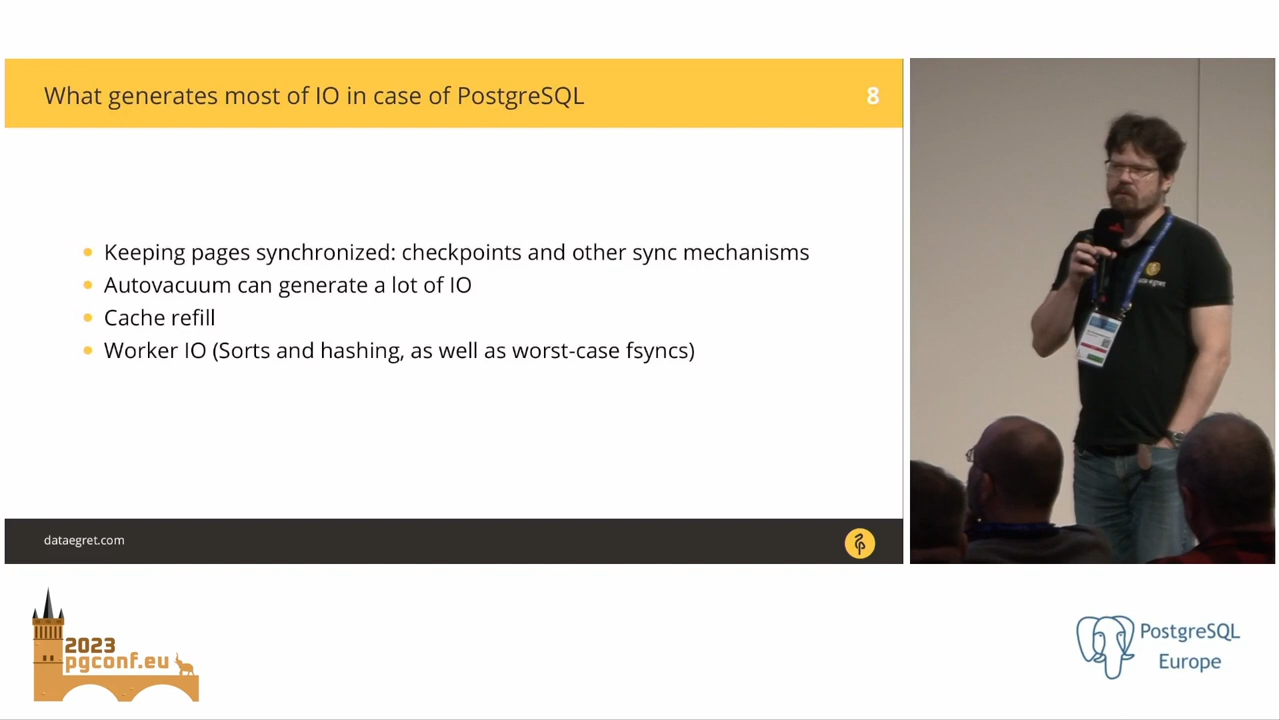 What generates most of IO in case of PostgreSQL
8
Keeping pages synchronized: checkpoints and other sync mechanisms
Autovacuum can generate a lot of IO
Cache refill
Worker IO (Sorts and hashing, as well as worst-case fsyncs)
dataegret.com
2023
pgconf.eu
PostgreSQL
Europe